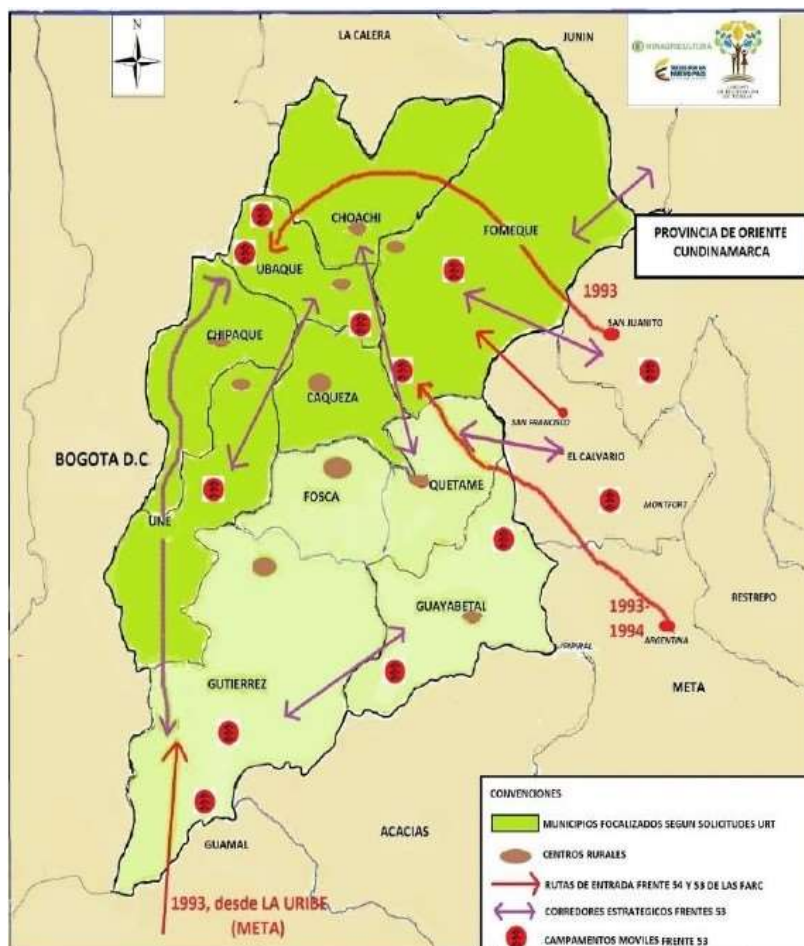 N
LA CALERA
JUNIN
MINAGRICULTURA
PROVINCIA DE ORIENTE
CUNDINAMARCA
CHOACHI
FOMEQUE
UBAQUE
1993
SAN JUANITO
CHIPAQUE
CAQUEZA
SAN FRANCISCO
BOGOTA D.C
EL CALVARIO
FOSCA
QUETAME
MONTFORT
UNE
RESTREPO
GUAYABETAL
1993-
1994
ARGENTINA
PIPIRAL
META
GUTIERREZ
CONVENCIONES
MUNICIPIOS FOCALIZADOS SEGUN SOLICITUDES URT
CENTROS RURALES
RUTAS DE ENTRADA FRENTE 54 Y 53 DE LAS FARC
CORREDORES ESTRATEGICOS FRENTES 53
CAMPAMENTOS MOVILES FRENTE 53
ACACIAS
GUAMAL
1993, desde LA URIBE
(META)